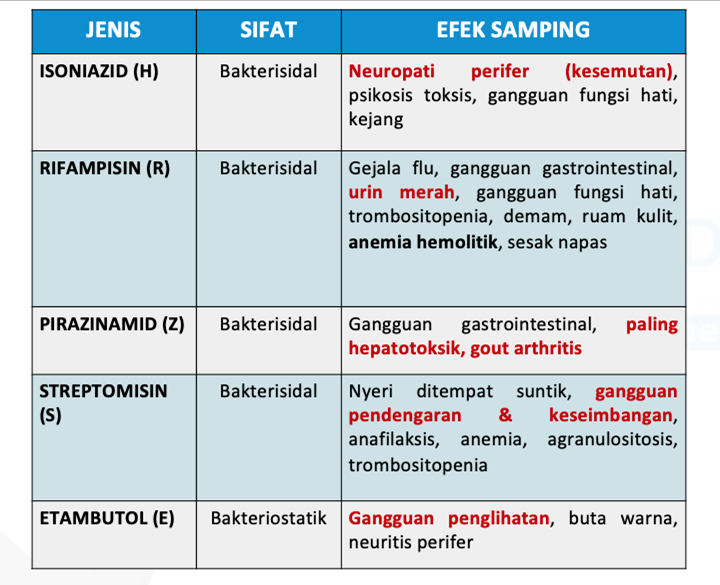 JENIS SIFAT EFEK SAMPING
ISONIAZID (H) Bakterisidal Neuropati perifer (kesemutan),
psikosis toksis, gangguan fungsi hati,
kejang
RIFAMPISIN (R) Bakterisidal Gejala flu, gangguan gastrointestinal,
urin merah, gangguan fungsi hati,
trombositopenia, demam, ruam kulit,
anemia hemolitik, sesak napas
PIRAZINAMID (Z) Bakterisidal Gangguan gastrointestinal, paling
hepatotoksik, gout arthritis
STREPTOMISIN Bakterisidal Nyeri ditempat suntik, gangguan
(S) pendengaran & keseimbangan,
anafilaksis, anemia, agranulositosis,
trombositopenia
ETAMBUTOL (E) Bakteriostatik Gangguan penglihatan, buta warna,
neuritis perifer